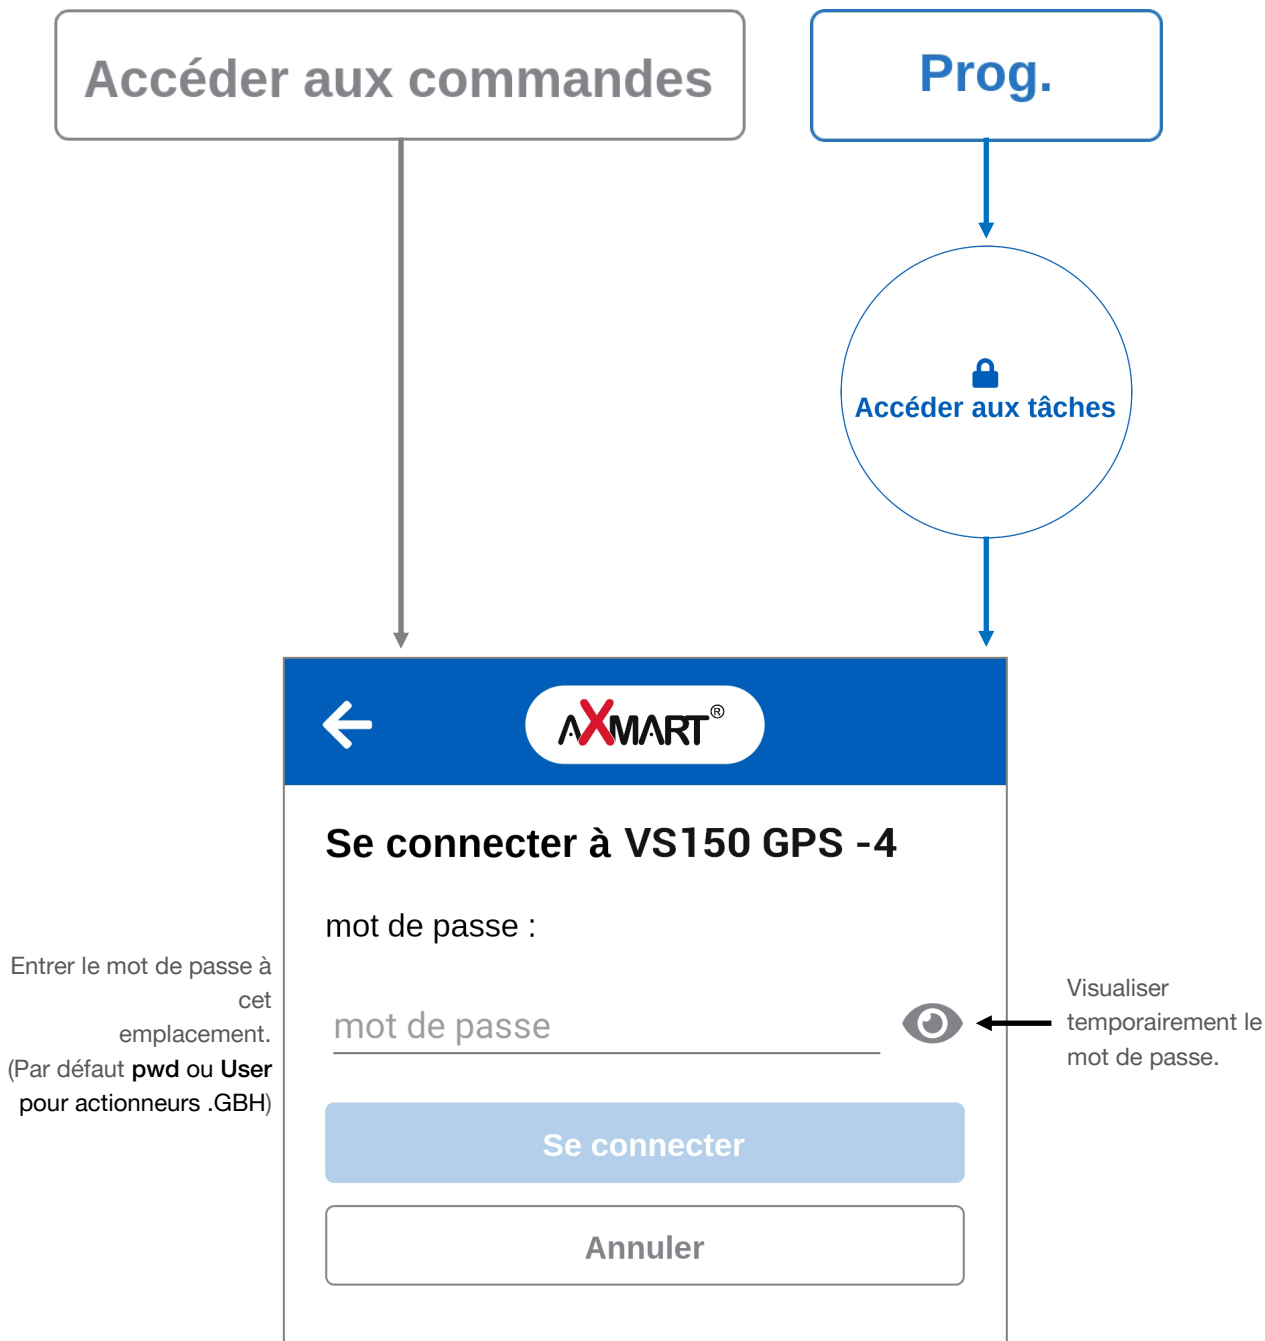 Accéder aux commandes
Prog.
Accéder aux tâches
AXMART®
Se connecter à VS150 GPS -4
mot de passe :
Entrer le mot de passe à
cet
emplacement.
(Par défaut pwd ou User
pour actionneurs .GBH)
mot de passe
Visualiser
temporairement le
mot de passe.
Se connecter
Annuler